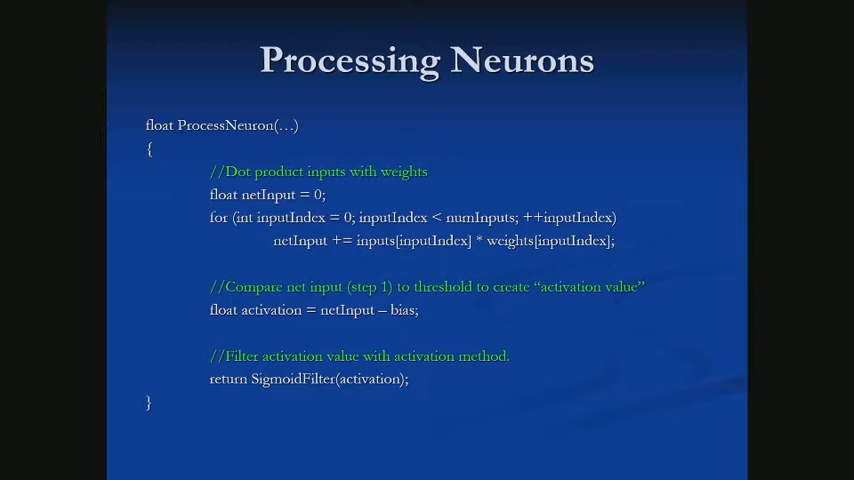 Processing Neurons
float ProcessNeuron(…)
{
//Dot product inputs with weights
float netInput = 0;
for (int inputIndex = 0; inputIndex < numInputs; ++inputIndex)
netInput += inputs[inputIndex] * weights[inputIndex];
//Compare net input (step 1) to threshold to create “activation value”
float activation = netInput – bias;
//Filter activation value with activation method.
return SigmoidFilter(activation);
}